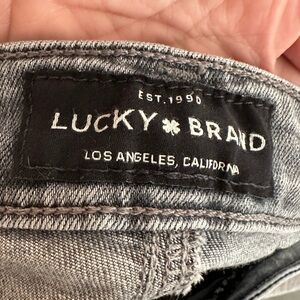 EST. 1990
LUCKY BRAND
LOS ANGELES, CALIFORNIA